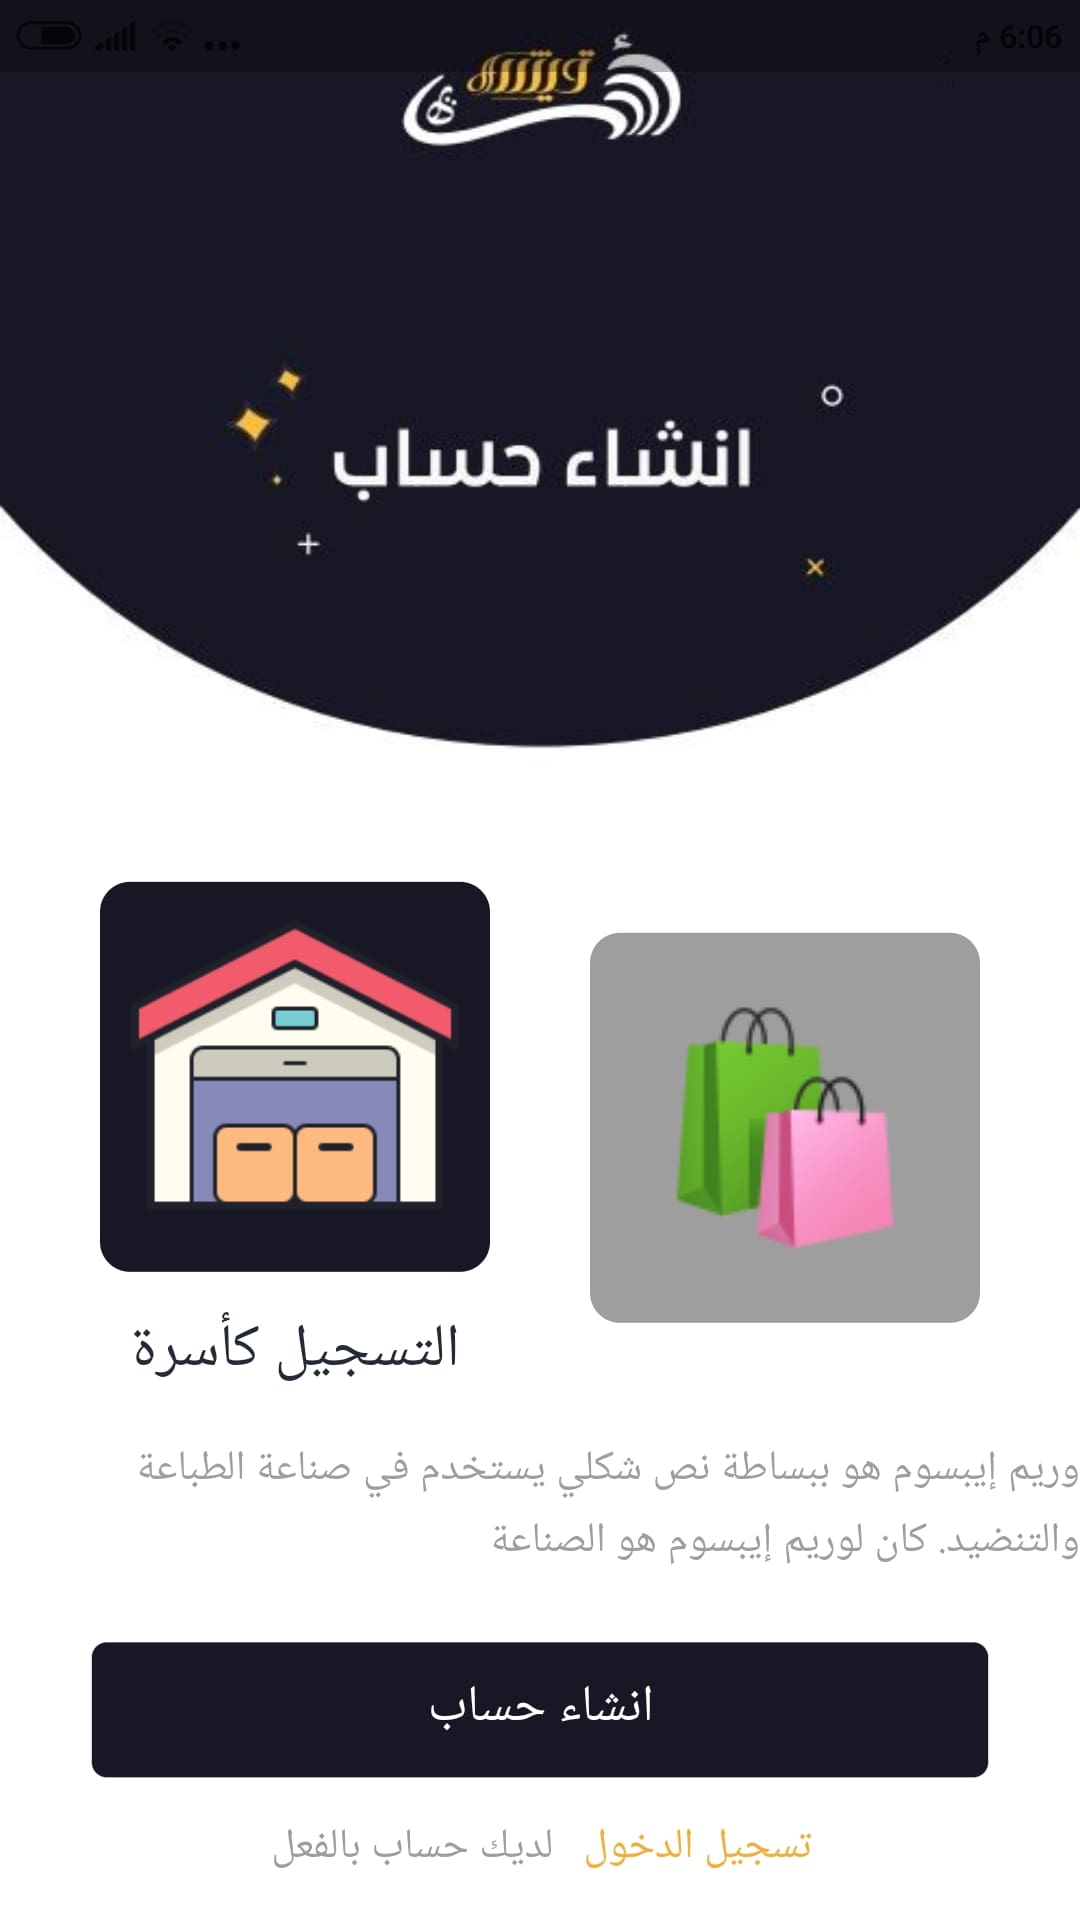 6:06 م
انشاء حساب
التسجيل كأسرة
وريم إيبسوم هو ببساطة نص شكلي يستخدم في صناعة الطباعة
والتنضيد. كان لوريم إيبسوم هو الصناعة
انشاء حساب
تسجيل الدخول لديك حساب بالفعل